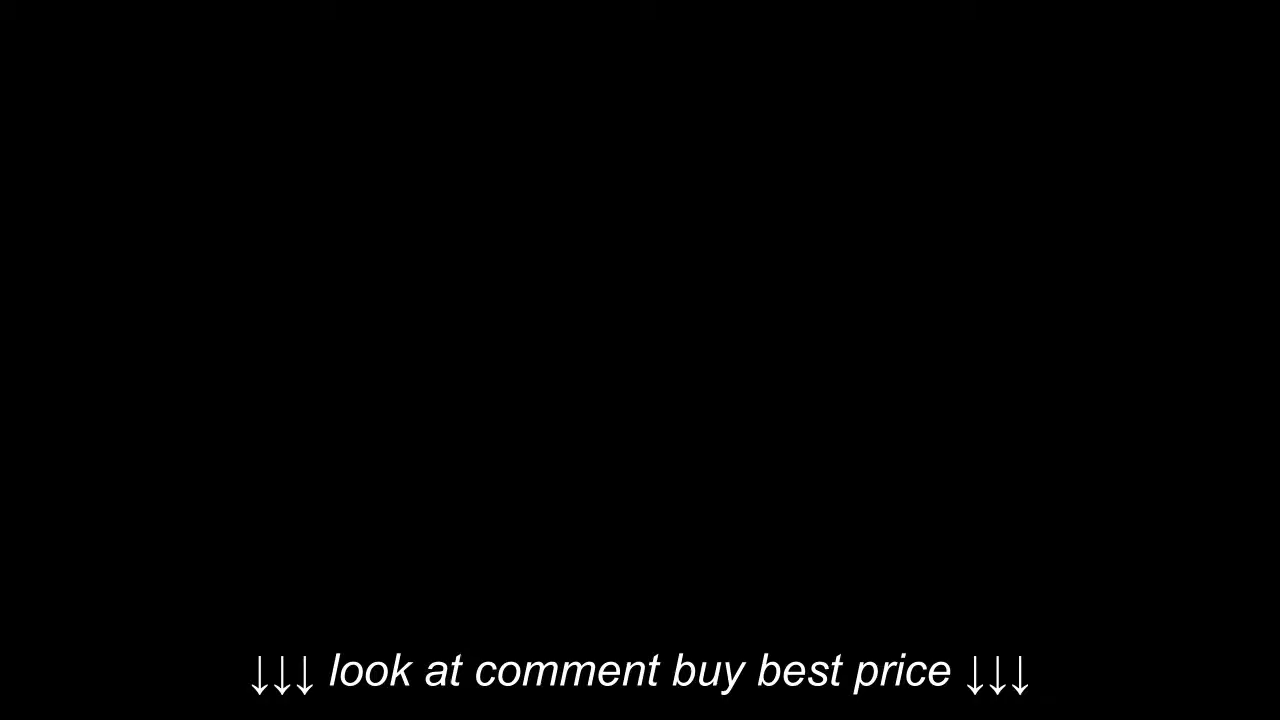 ↓↓↓ look at comment buy best price ↓↓↓